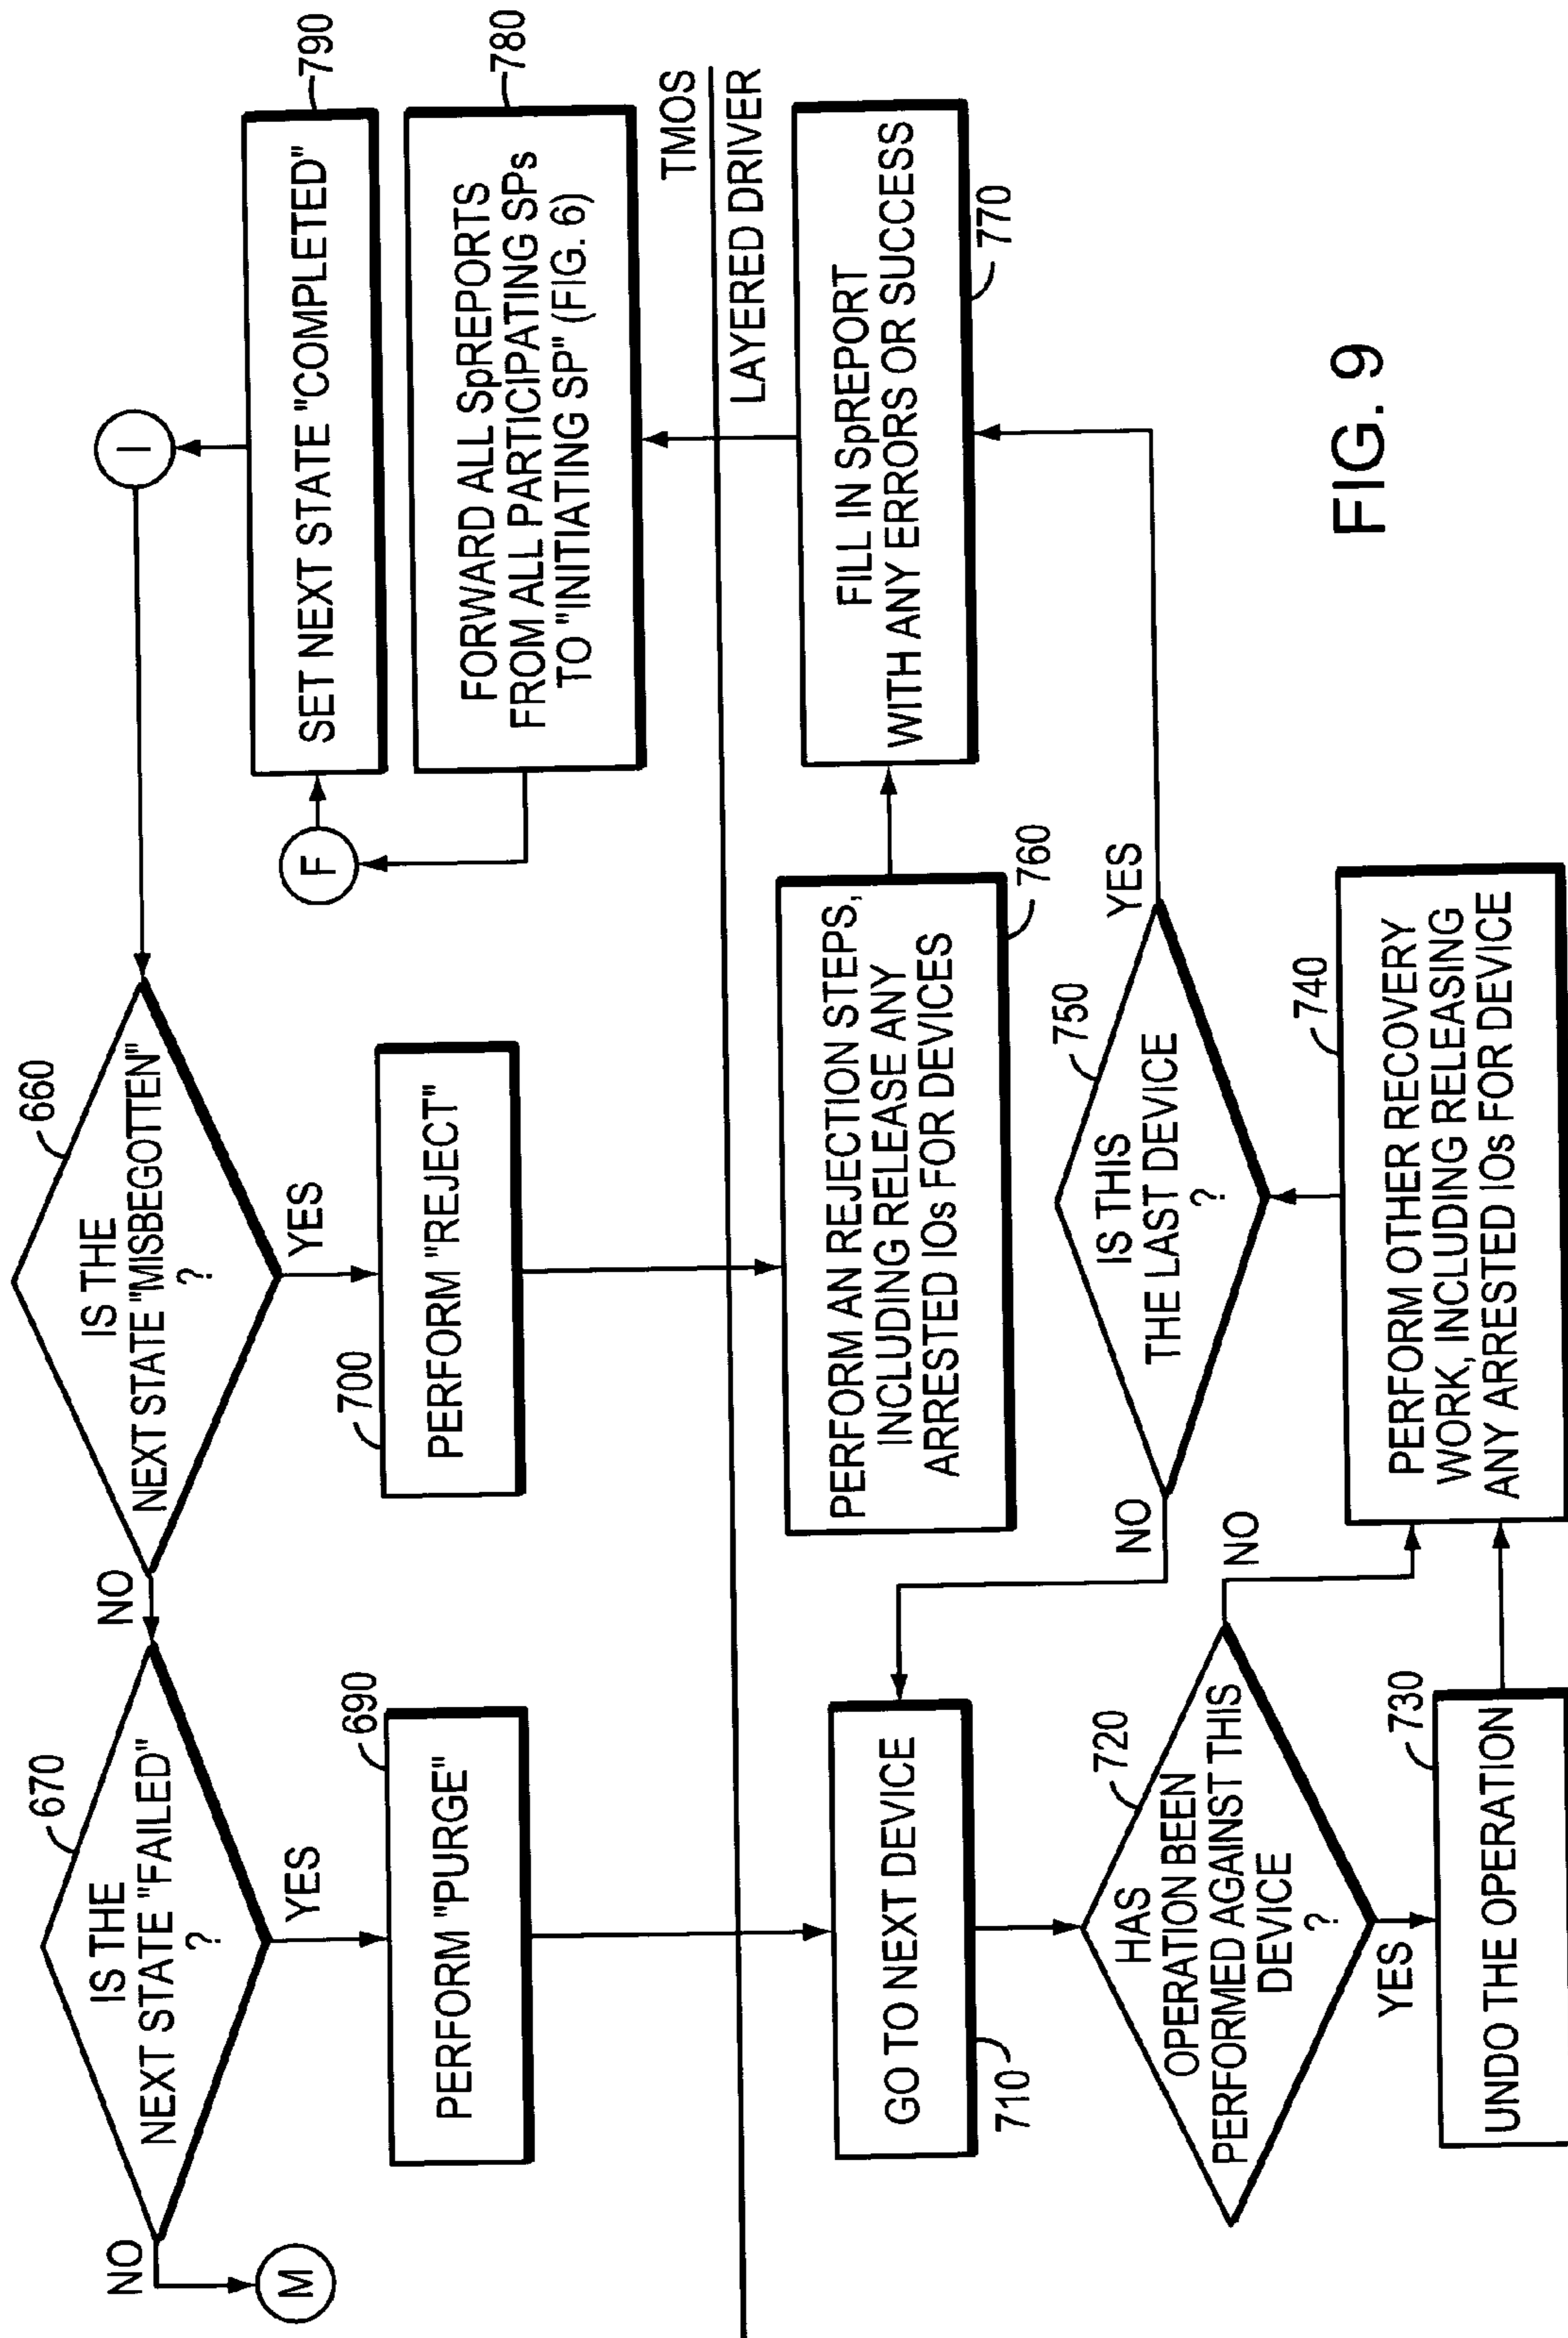 670
IS THE
NEXT STATE "FAILED"
?
NO
M
YES
660
IS THE
NEXT STATE "MISBEGOTTEN"
?
NO
YES
I
790
SET NEXT STATE "COMPLETED"
F
690
PERFORM "PURGE"
700
PERFORM "REJECT"
780
FORWARD ALL SpREPORTS
FROM ALL PARTICIPATING SPs
TO "INITIATING SP" (FIG. 6)
TMOS
LAYERED DRIVER
GO TO NEXT DEVICE
710
PERFORM AN REJECTION STEPS,
INCLUDING RELEASE ANY
ARRESTED IOs FOR DEVICES
760
FILL IN SpREPORT
WITH ANY ERRORS OR SUCCESS
770
720
HAS
OPERATION BEEN
PERFORMED AGAINST THIS
DEVICE
?
NO
YES
750
IS THIS
THE LAST DEVICE
?
NO
YES
730
UNDO THE OPERATION
740
PERFORM OTHER RECOVERY
WORK, INCLUDING RELEASING
ANY ARRESTED IOs FOR DEVICE
FIG. 9